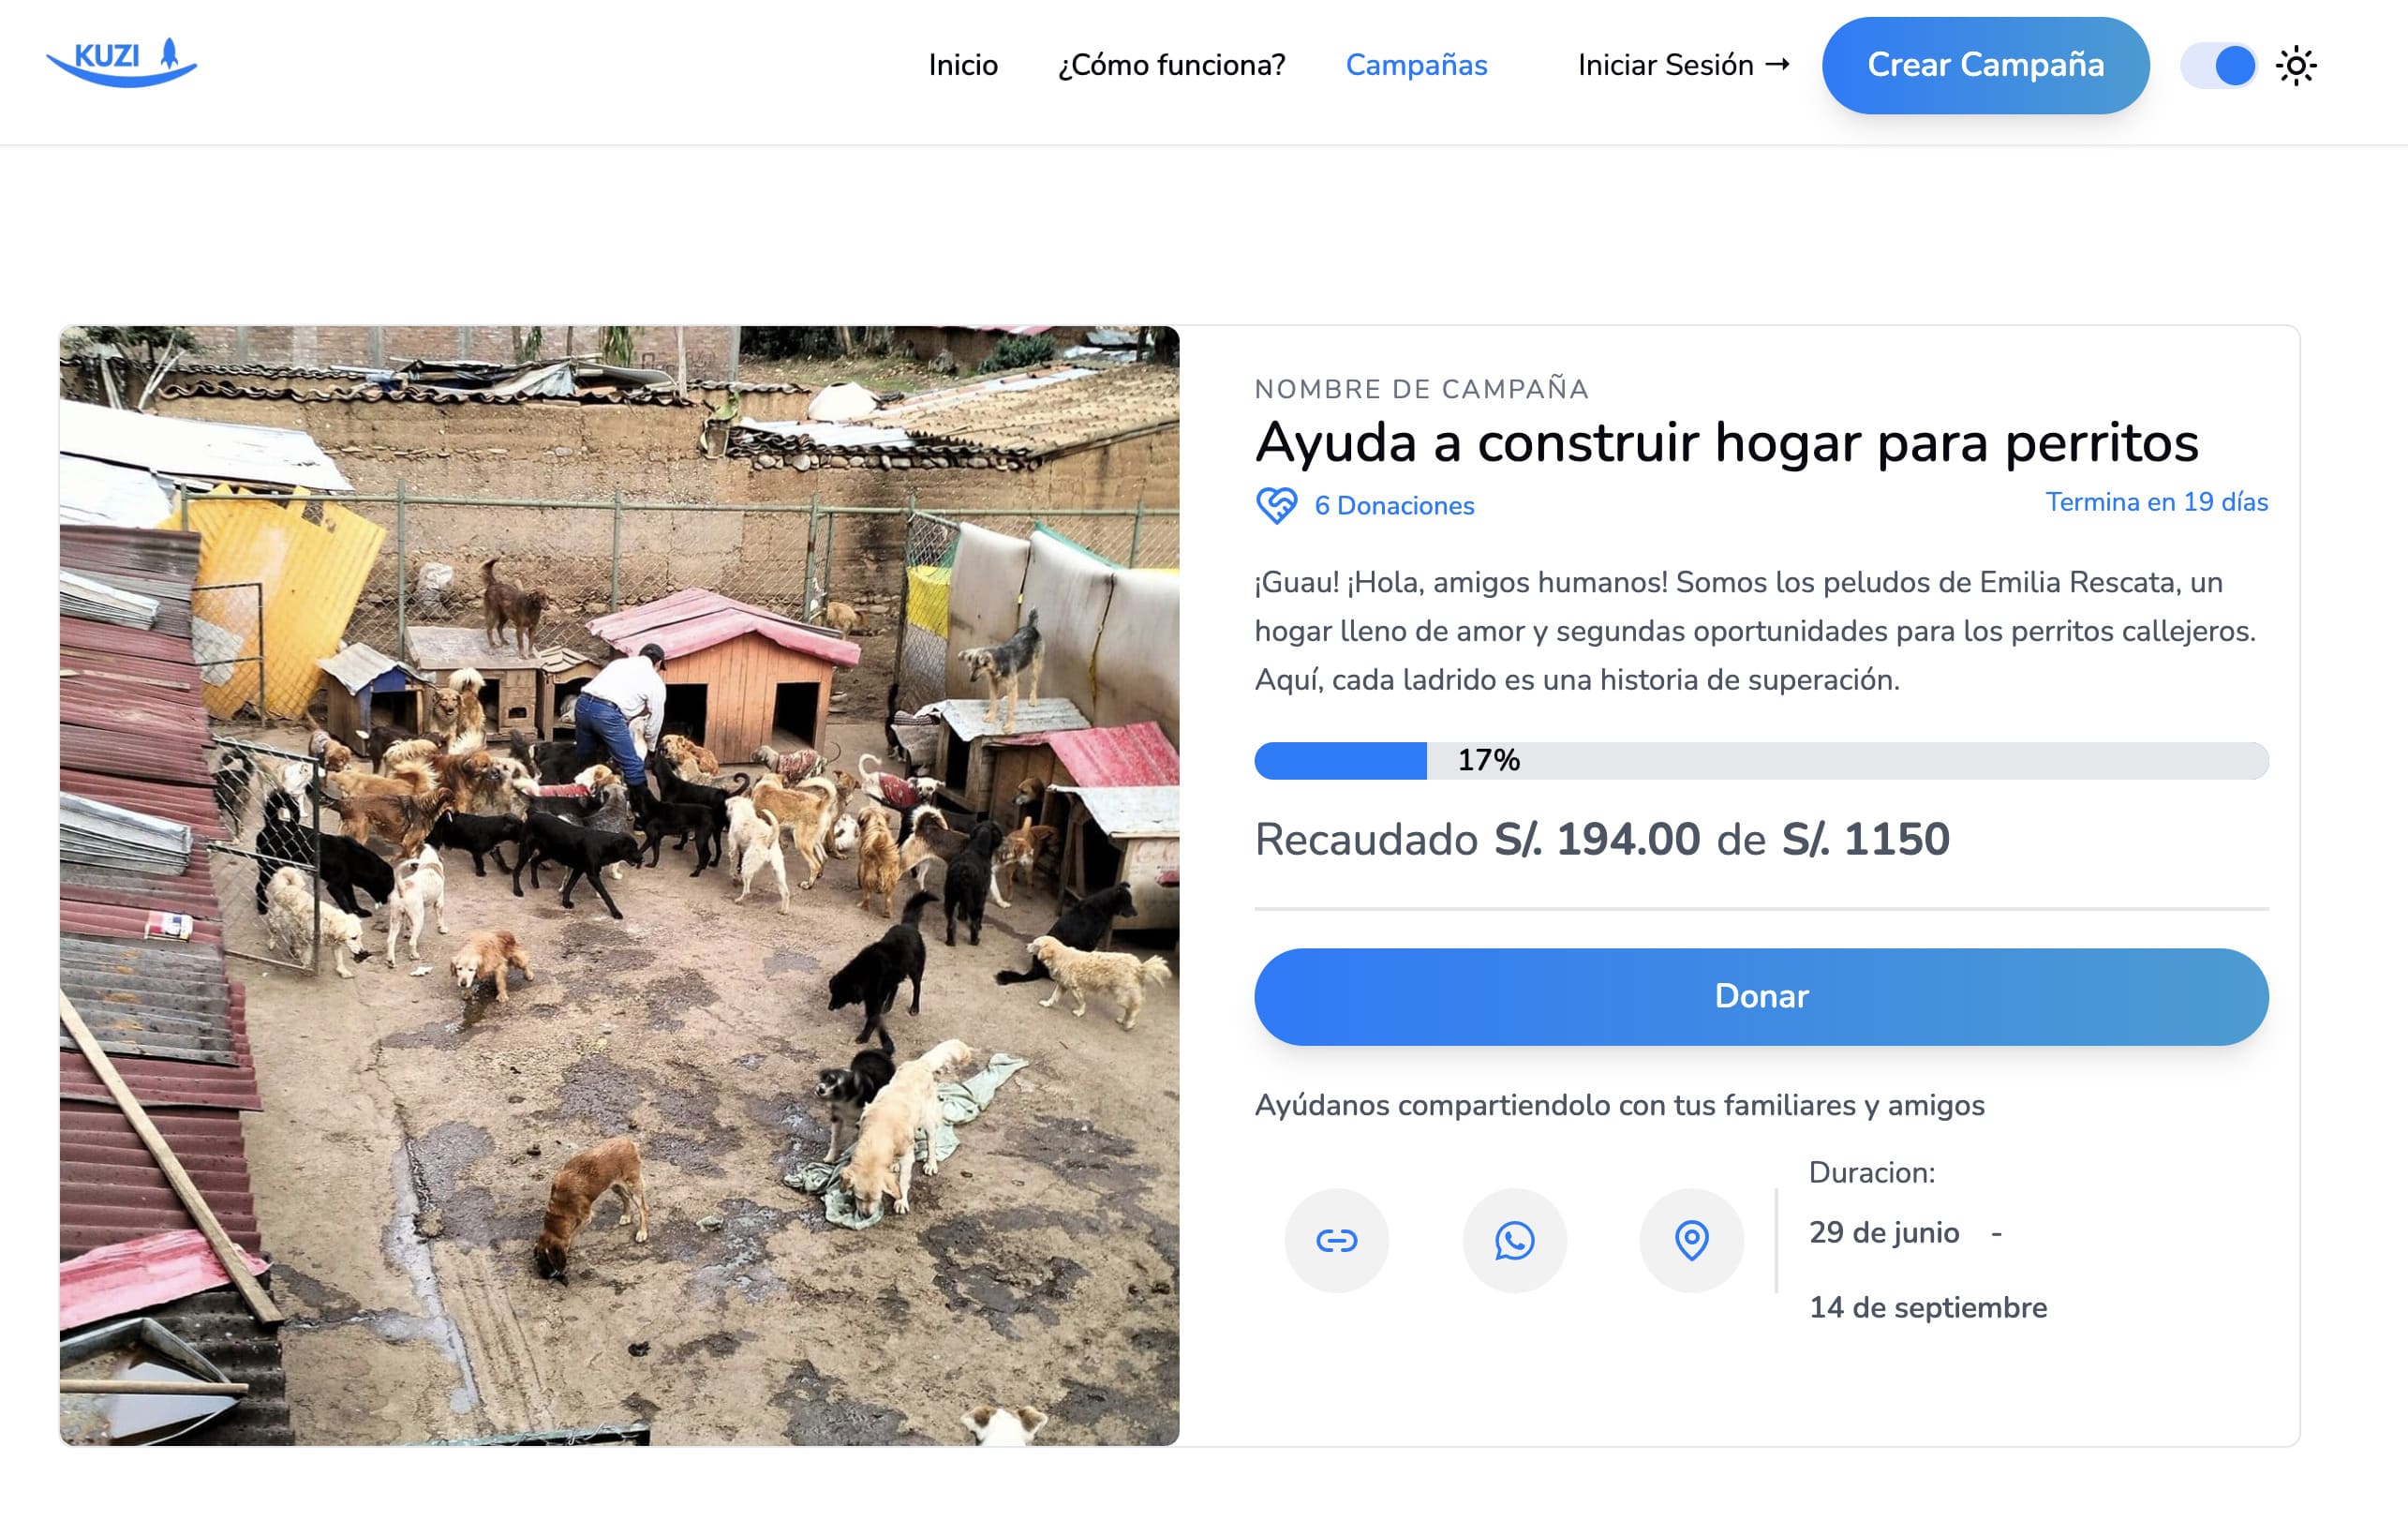 KUZI
Inicio ¿Cómo funciona? Campañas Iniciar Sesión → Crear Campaña
NOMBRE DE CAMPAÑA
Ayuda a construir hogar para perritos
6 Donaciones
Termina en 19 días
¡Guau! ¡Hola, amigos humanos! Somos los peludos de Emilia Rescata, un
hogar lleno de amor y segundas oportunidades para los perritos callejeros.
Aquí, cada ladrido es una historia de superación.
17%
Recaudado S/. 194.00 de S/. 1150
Donar
Ayúdanos compartiendolo con tus familiares y amigos
Duracion:
29 de junio -
14 de septiembre